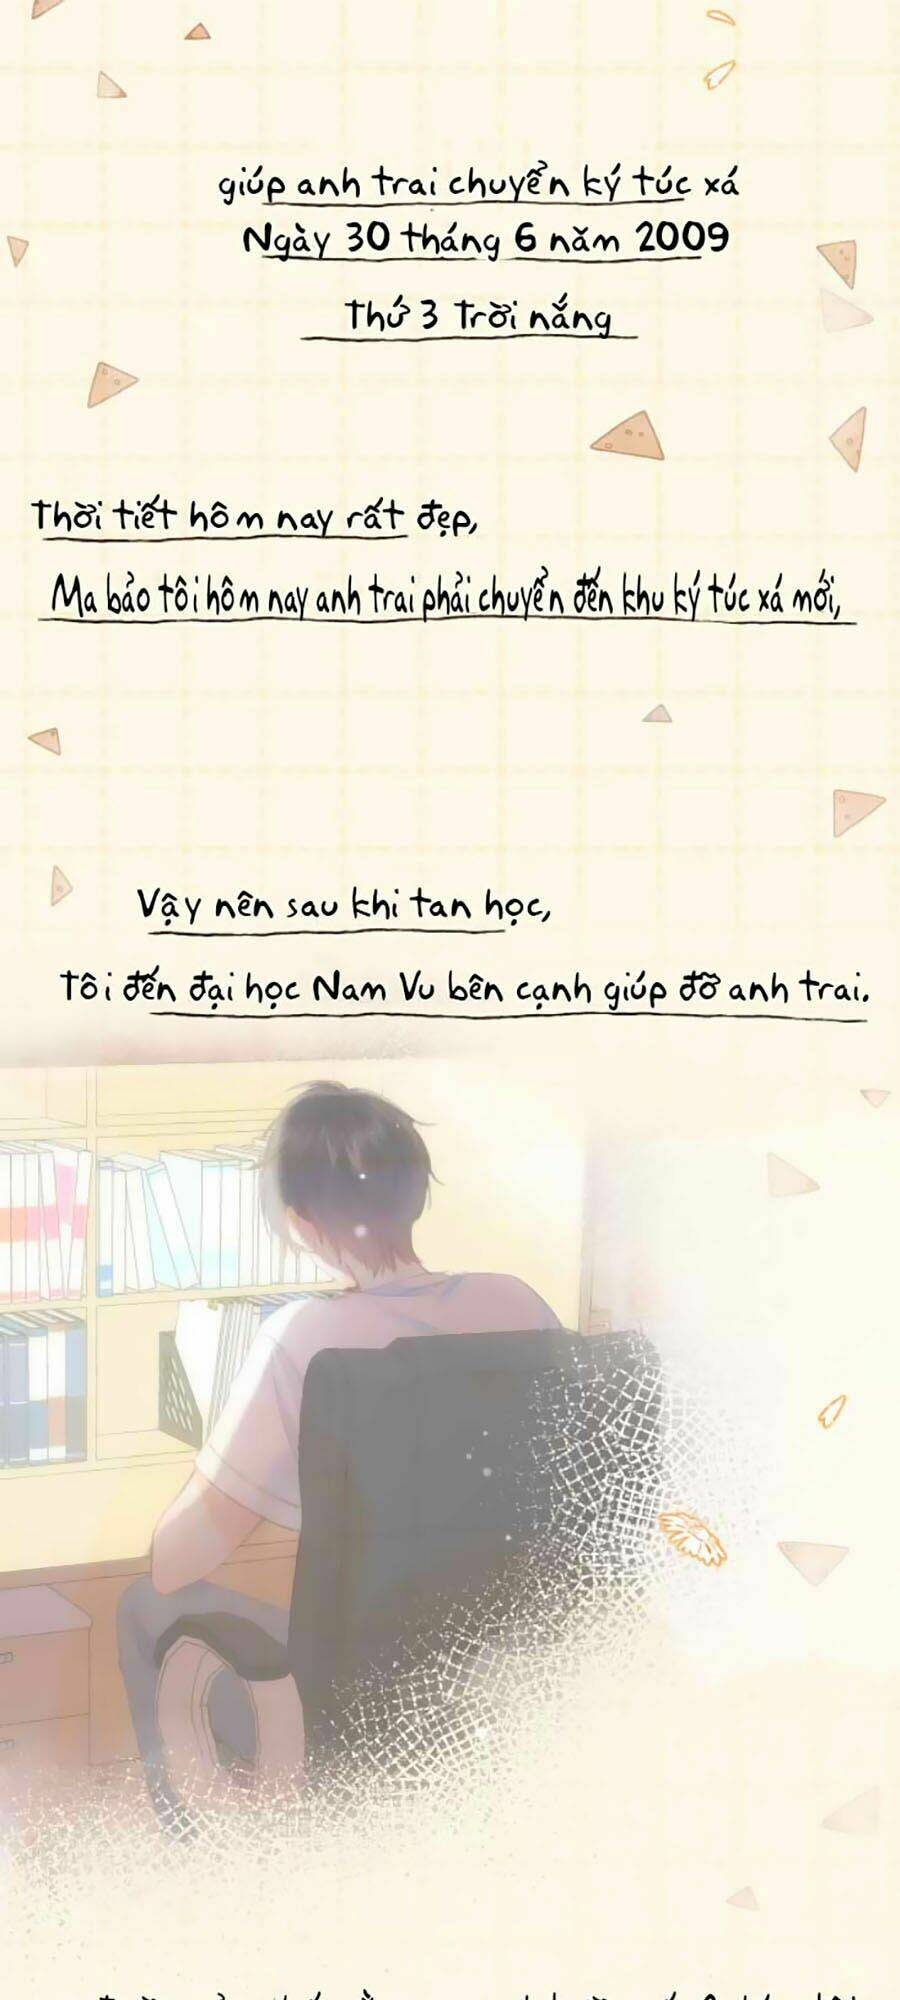 giúp anh trai chuyển ký túc xá
Ngày 30 tháng 6 năm 2009
Thứ 3 Trời nắng
Thời tiết hôm nay rất đẹp,
Ma bảo tôi hôm nay anh trai phải chuyển đến khu ký túc xá mới,
Vậy nên sau khi tan học,
Tôi đến đại học Nam Vu bên cạnh giúp đỡ anh trai.